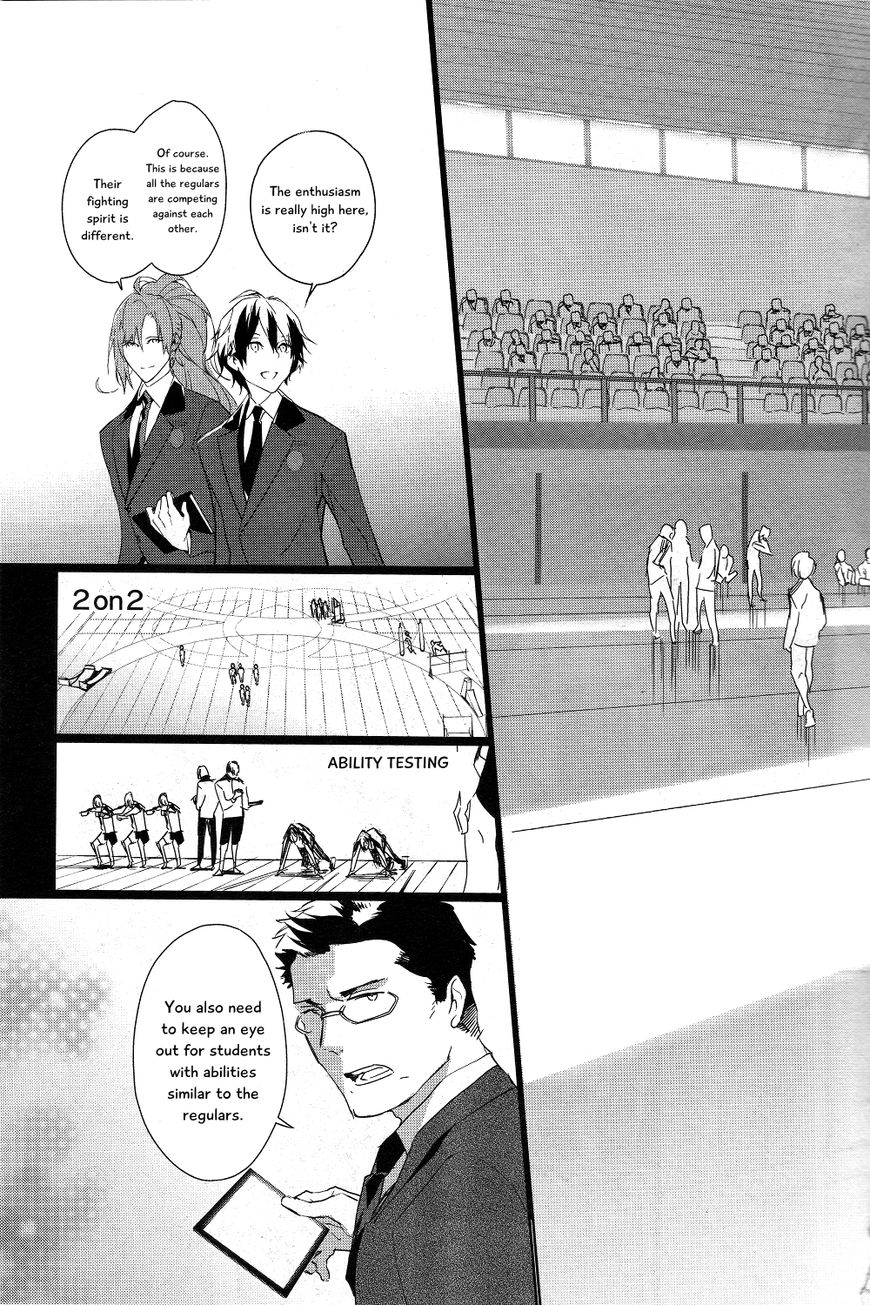 The enthusiasm
is really high here,
isn't it?
Of course.
This is because
all the regulars
are competing
against each
other.
Their
fighting
spirit is
different.
2on2
ABILITY TESTING
You also need
to keep an eye
out for students
with abilities
similar to the
regulars.